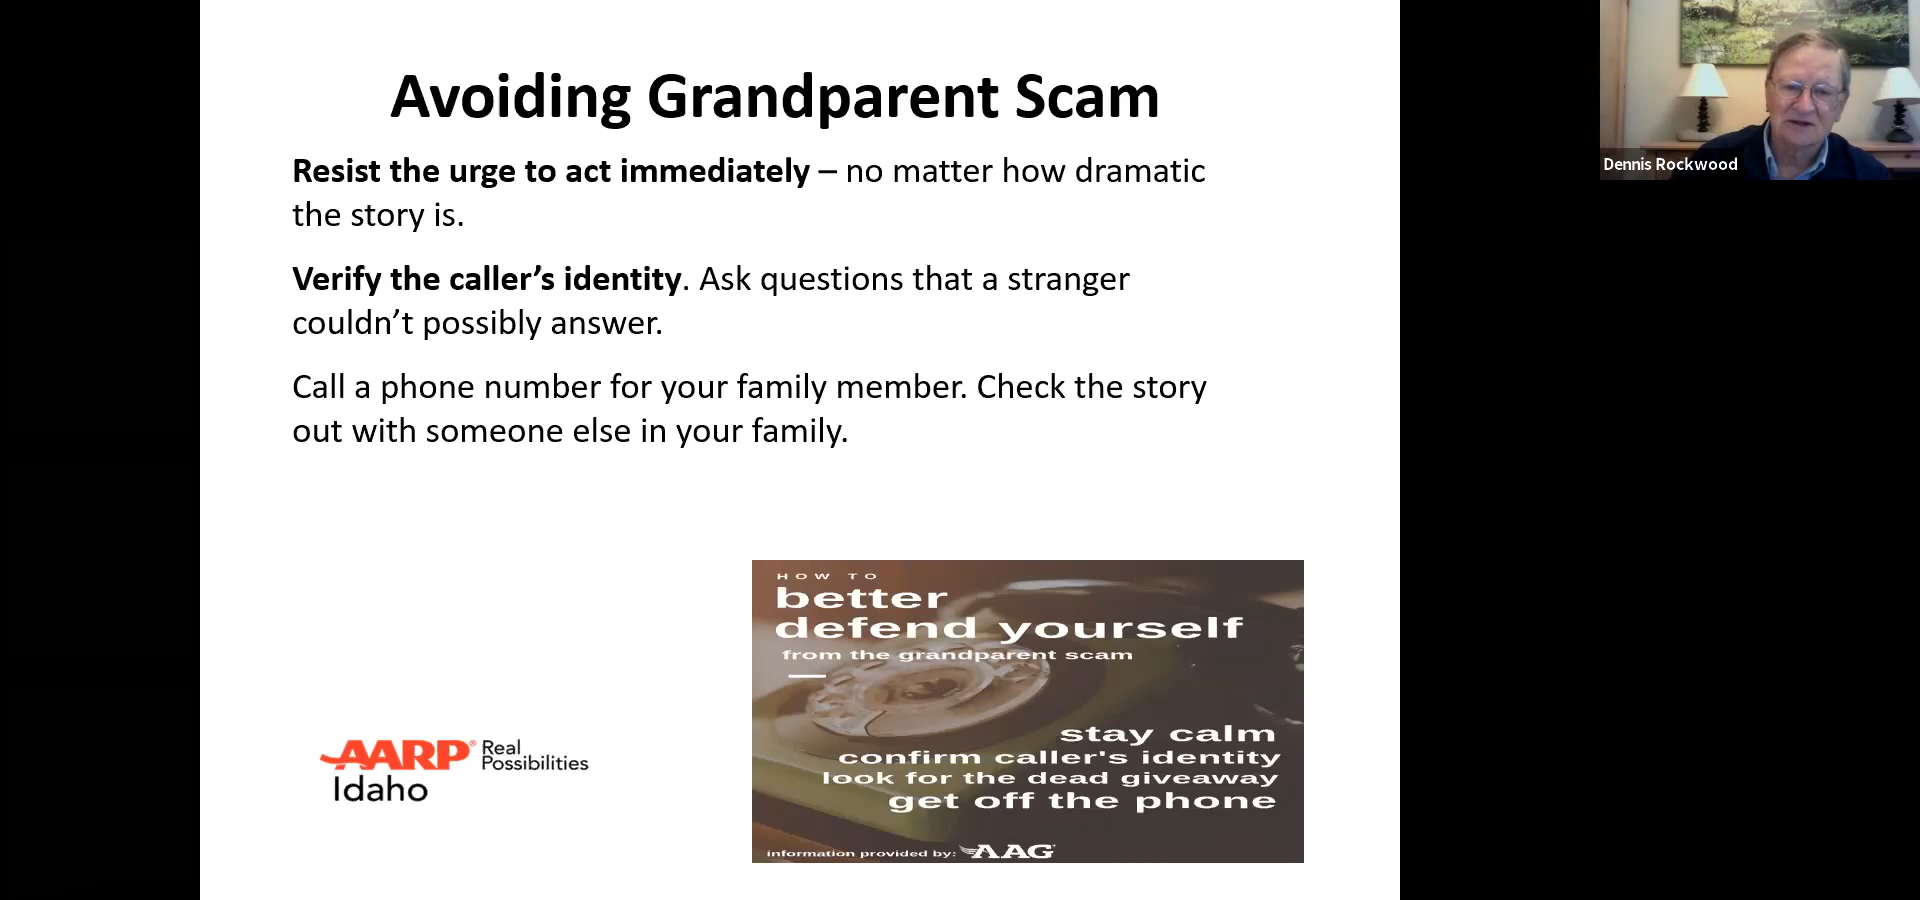 Avoiding Grandparent Scam
Resist the urge to act immediately – no matter how dramatic
the story is.
Verify the caller’s identity. Ask questions that a stranger
couldn’t possibly answer.
Call a phone number for your family member. Check the story
out with someone else in your family.
HOW TO
better
defend yourself
from the grandparent scam
stay calm
confirm caller's identity
look for the dead giveaway
get off the phone
information provided by: AAG
AARP® Real
Possibilities
Idaho
Dennis Rockwood